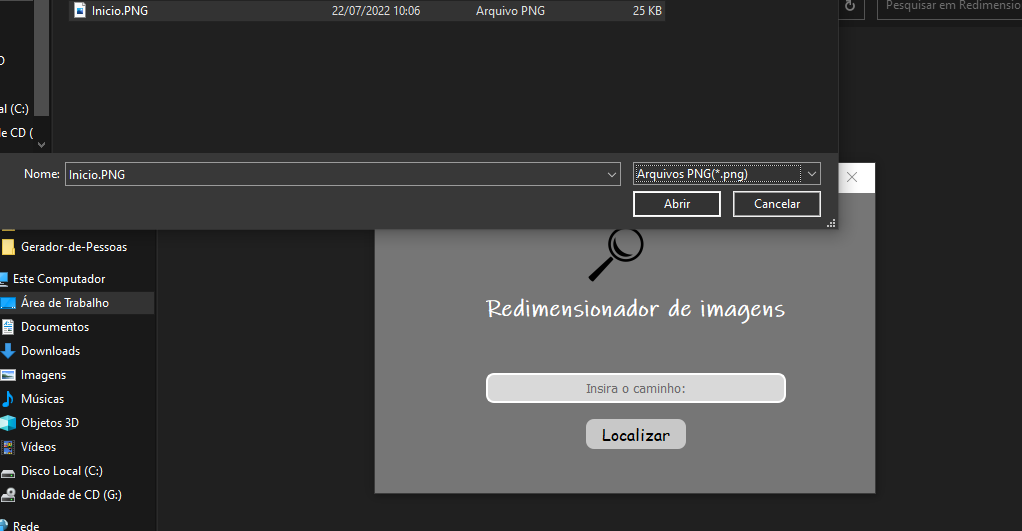 Inicio.PNG 22/07/2022 10:06 Arquivo PNG 25 KB
Pesquisar em Redimensio
al (C:)
e CD (
Nome: Inicio.PNG Arquivos PNG(*.png)
Abrir Cancelar
Gerador-de-Pessoas
Este Computador
Área de Trabalho
Documentos
Downloads
Imagens
Músicas
Objetos 3D
Vídeos
Disco Local (C:)
Unidade de CD (G:)
Rede
Redimensionador de imagens
Insira o caminho:
Localizar